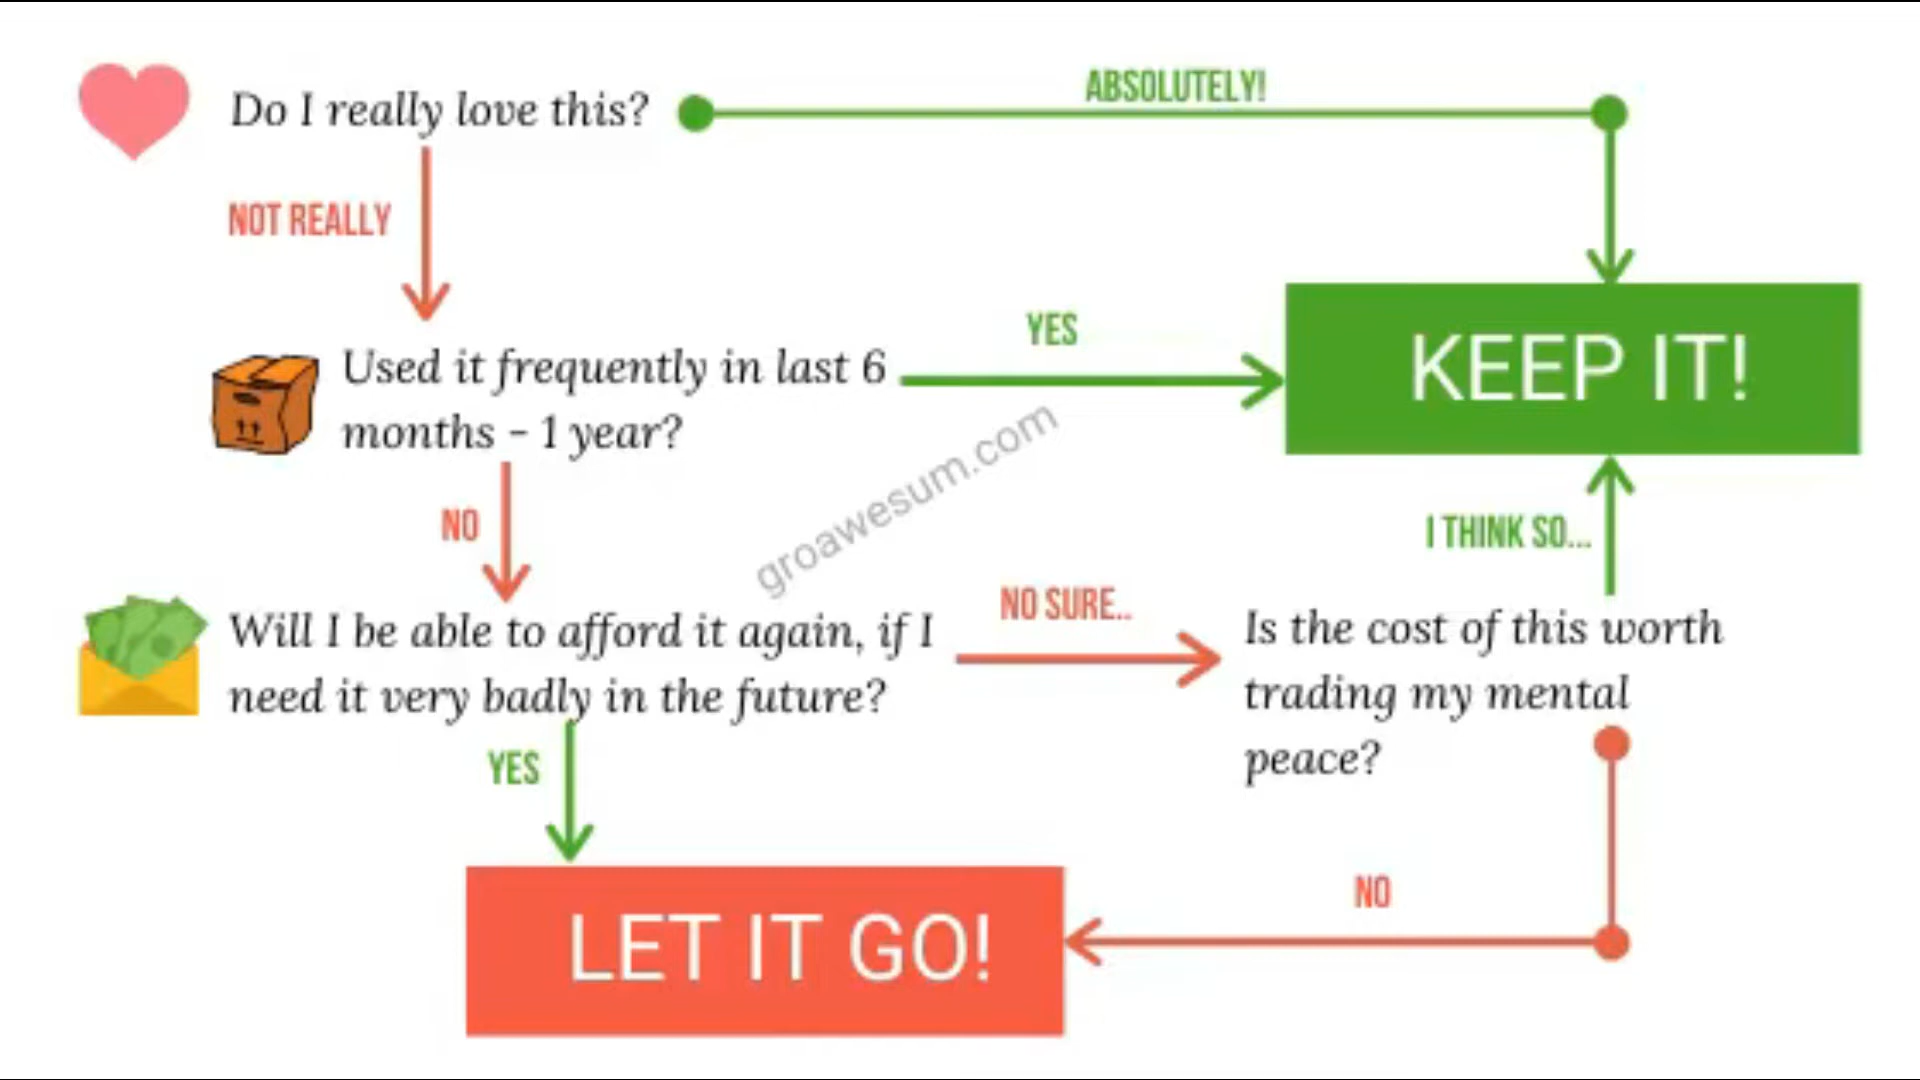 Do I really love this?
ABSOLUTELY!
NOT REALLY
Used it frequently in last 6
months - 1 year?
YES
KEEP IT!
groawesum.com
NO
I THINK SO...
Will I be able to afford it again, if I
need it very badly in the future?
NO SURE..
Is the cost of this worth
trading my mental
peace?
YES
NO
LET IT GO!